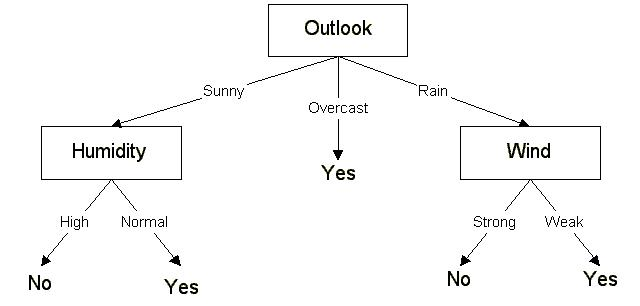 Outlook
Sunny
Overcast
Rain
Humidity
Yes
Wind
High
Normal
Strong
Weak
No
Yes
No
Yes